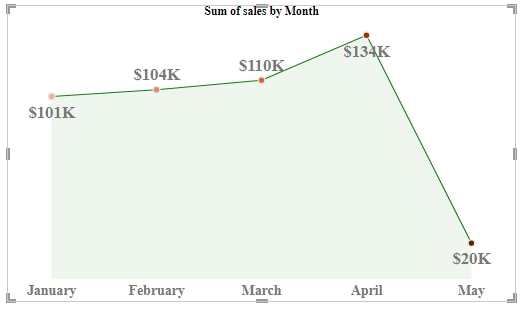 Sum of sales by Month
$134K
$110K
$104K
$101K
$20K
January February March April May